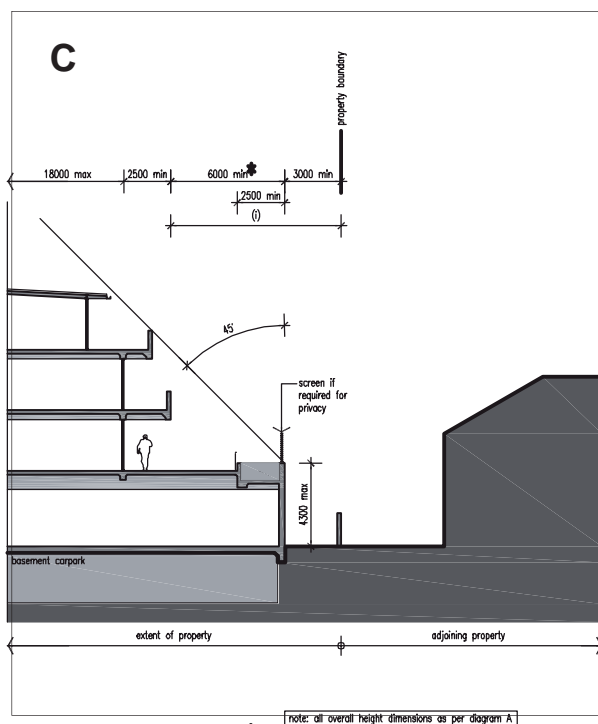 C
property boundary
18000 max
2500 min
6000 min*
3000 min
2500 min
(i)
45°
screen if
required for
privacy
4300 max
basement carpark
extent of property
adjoining property
note: all overall height dimensions as per diagram A